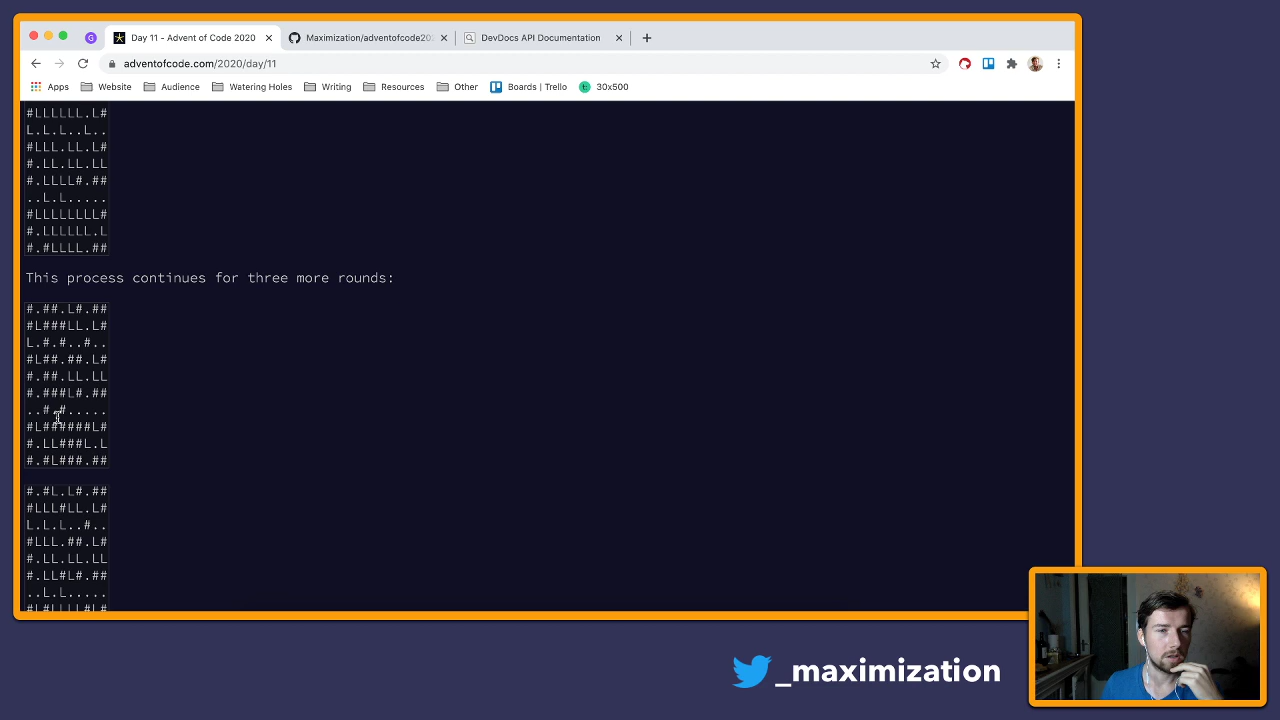 Day 11 - Advent of Code 2020
Maximization/adventofcode202
DevDocs API Documentation
adventofcode.com/2020/day/11
Apps Website Audience Watering Holes Writing Resources Other Boards | Trello 30x500
#LLLLLL.L#
L.L.L..L..
#LLL.LL.L#
#.LL.LL.LL
#.LLLL#.##
..L.L.....
#LLLLLLLL#
#.LLLLLL.L
#.#LLLL.##
This process continues for three more rounds:
#.##.L#.##
#L###LL.L#
L.#.#..#..
#L##.##.L#
#.##.LL.LL
#.###L#.##
..#.#.....
#L######L#
#.LL###L.L
#.#L###.##
#.#L.L#.##
#LLL#LL.L#
L.L.L..#..
#LLL.##.L#
#.LL.LL.LL
#.LL#L#.##
..L.L.....
#L#LLLL#L#
_maximization